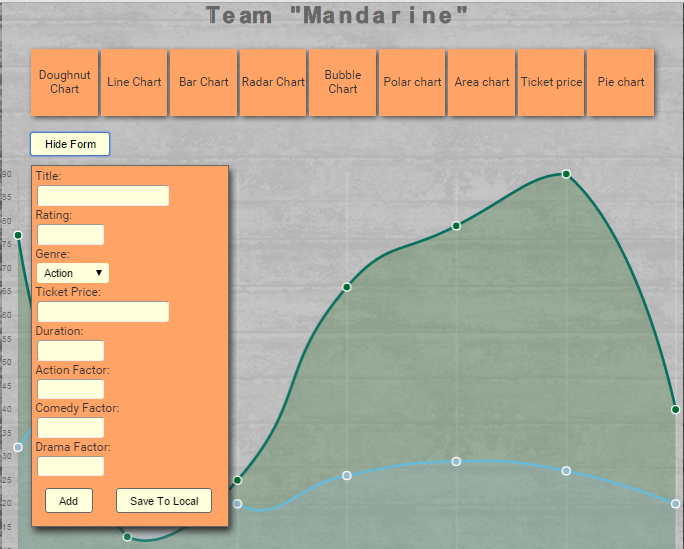 Team "Mandarine"
Doughnut Chart
Line Chart
Bar Chart
Radar Chart
Bubble Chart
Polar chart
Area chart
Ticket price
Pie chart
Hide Form
Title:
Rating:
Genre:
Action
Ticket Price:
Duration:
Action Factor:
Comedy Factor:
Drama Factor:
Add
Save To Local
90
85
80
75
70
65
60
55
50
45
40
35
30
25
20
15